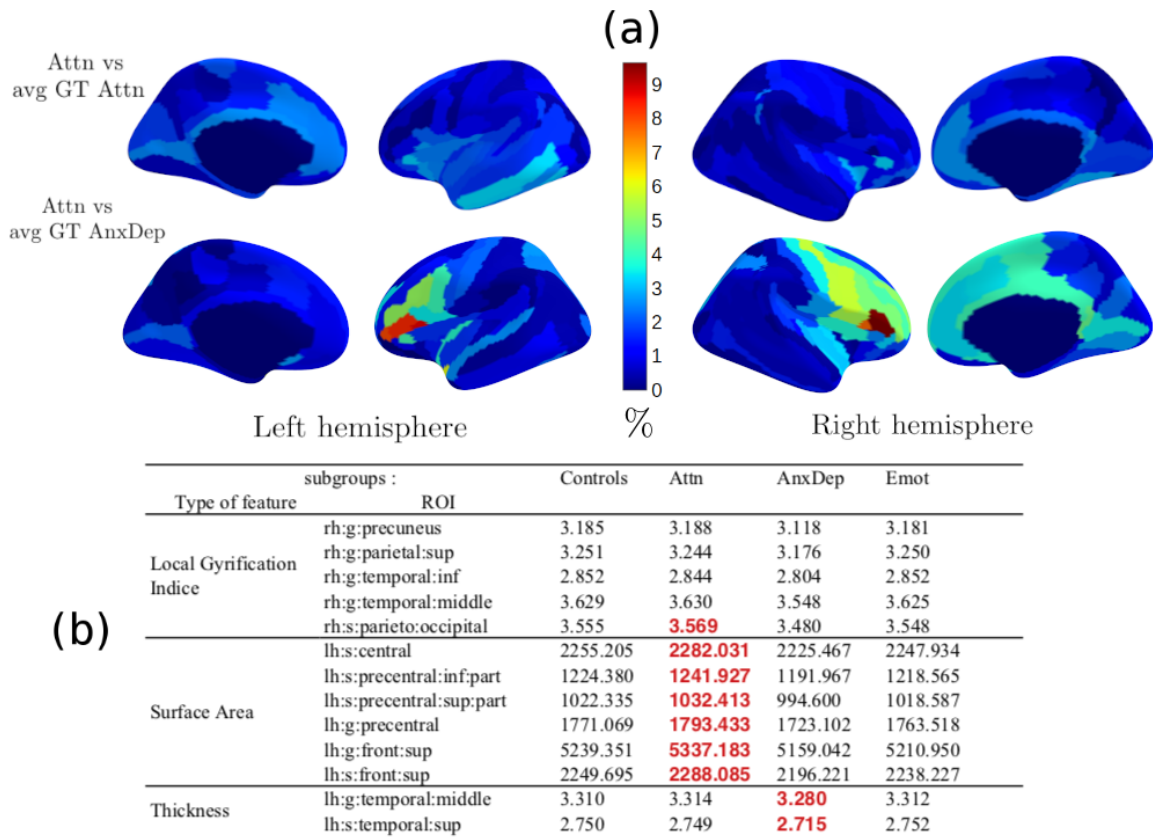 (a)
Attn vs
avg GT Attn
Attn vs
avg GT AnxDep
9
8
7
6
5
4
3
2
1
0
Left hemisphere
%
Right hemisphere
(b)
subgroups : Controls Attn AnxDep Emot
Type of feature ROI
Local Gyrification
Indice
rh:g:precuneus 3.185 3.188 3.118 3.181
rh:g:parietal:sup 3.251 3.244 3.176 3.250
rh:g:temporal:inf 2.852 2.844 2.804 2.852
rh:g:temporal:middle 3.629 3.630 3.548 3.625
rh:s:parieto:occipital 3.555 3.569 3.480 3.548
Surface Area
lh:s:central 2255.205 2282.031 2225.467 2247.934
lh:s:precentral:inf:part 1224.380 1241.927 1191.967 1218.565
lh:s:precentral:sup:part 1022.335 1032.413 994.600 1018.587
lh:g:precentral 1771.069 1793.433 1723.102 1763.518
lh:g:front:sup 5239.351 5337.183 5159.042 5210.950
lh:s:front:sup 2249.695 2288.085 2196.221 2238.227
Thickness
lh:g:temporal:middle 3.310 3.314 3.280 3.312
lh:s:temporal:sup 2.750 2.749 2.715 2.752